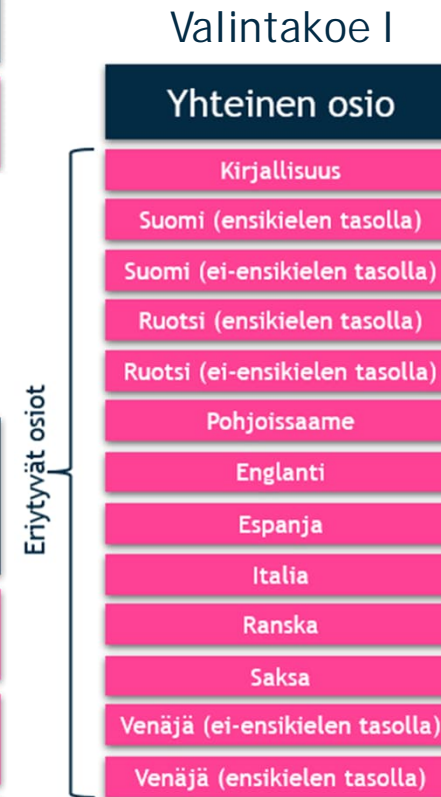 Valintakoe I
Yhteinen osio
Eriytyvät osiot
Kirjallisuus
Suomi (ensikielen tasolla)
Suomi (ei-ensikielen tasolla)
Ruotsi (ensikielen tasolla)
Ruotsi (ei-ensikielen tasolla)
Pohjoissaame
Englanti
Espanja
Italia
Ranska
Saksa
Venäjä (ei-ensikielen tasolla)
Venäjä (ensikielen tasolla)